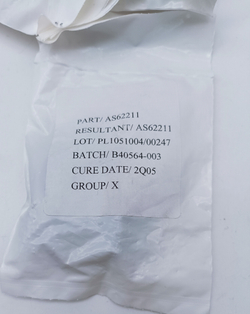 PART/ AS62211
RESULTANT/ AS62211
LOT/ PL1051004/00247
BATCH/ B40564-003
CURE DATE/ 2Q05
GROUP/ X